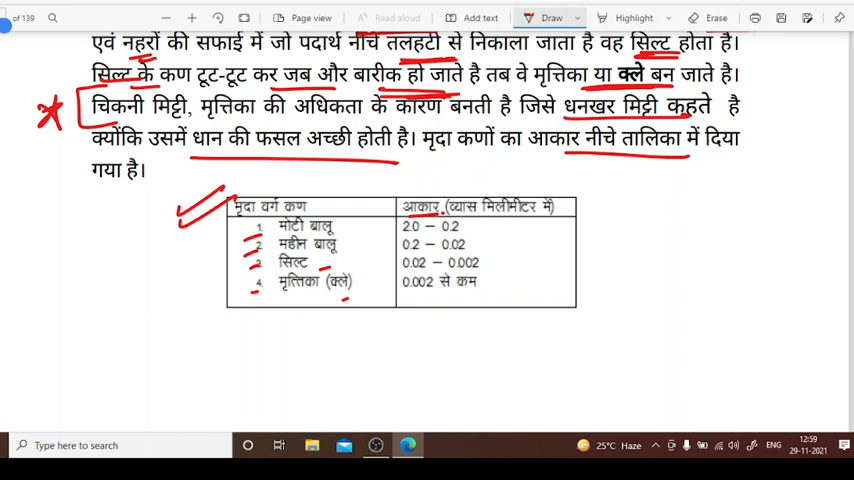 of 139
Page view
Read aloud
Add text
Draw
Highlight
Erase
एवं नहरों की सफाई में जो पदार्थ नीचे तलहटी से निकाला जाता है वह सिल्ट होता है।
सिल्ट के कण टूट-टूट कर जब और बारीक हो जाते है तब वे मृत्तिका या क्ले बन जाते है।
चिकनी मिट्टी, मृत्तिका की अधिकता के कारण बनती है जिसे धनखर मिट्टी कहते है
क्योंकि उसमें धान की फसल अच्छी होती है। मृदा कणों का आकार नीचे तालिका में दिया
गया है।
मृदा वर्ग कण आकार (व्यास मिलीमीटर में)
1. मोटी बालू 2.0 – 0.2
2. महीन बालू 0.2 – 0.02
3. सिल्ट 0.02 – 0.002
4. मृत्तिका (क्ले) 0.002 से कम
Type here to search
25°C Haze
ENG
12:59
29-11-2021